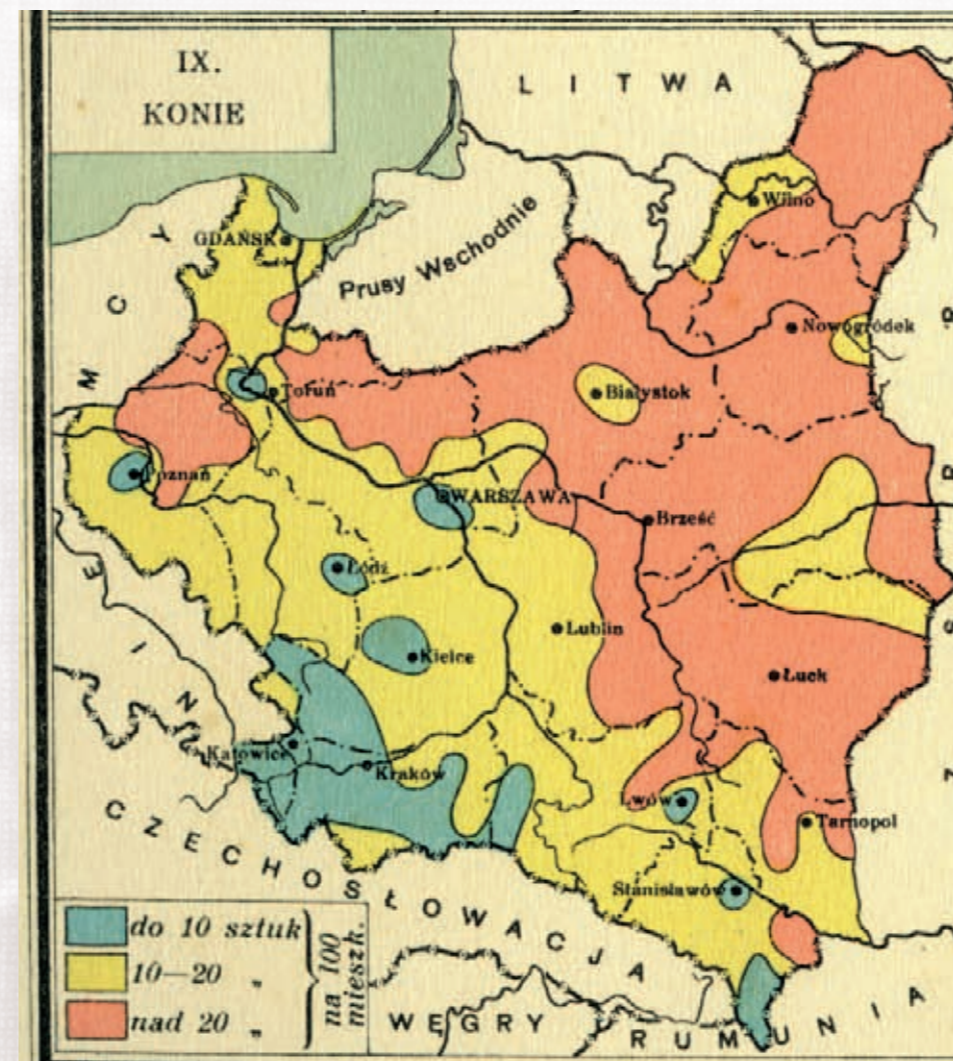 IX.
KONIE
LITWA
Wilno
GDAŃSK
Prusy Wschodnie
Nowogródek
Toruń
Białystok
Poznań
WARSZAWA
Brześć
Łódź
Lublin
Kielce
Łuck
Katowice
Kraków
Lwów
Tarnopol
Stanisławów
NIEMCY
CZECHOSŁOWACJA
WĘGRY
RUMUNIA
do 10 sztuk
10—20 „
nad 20 „
na 100
mieszk.